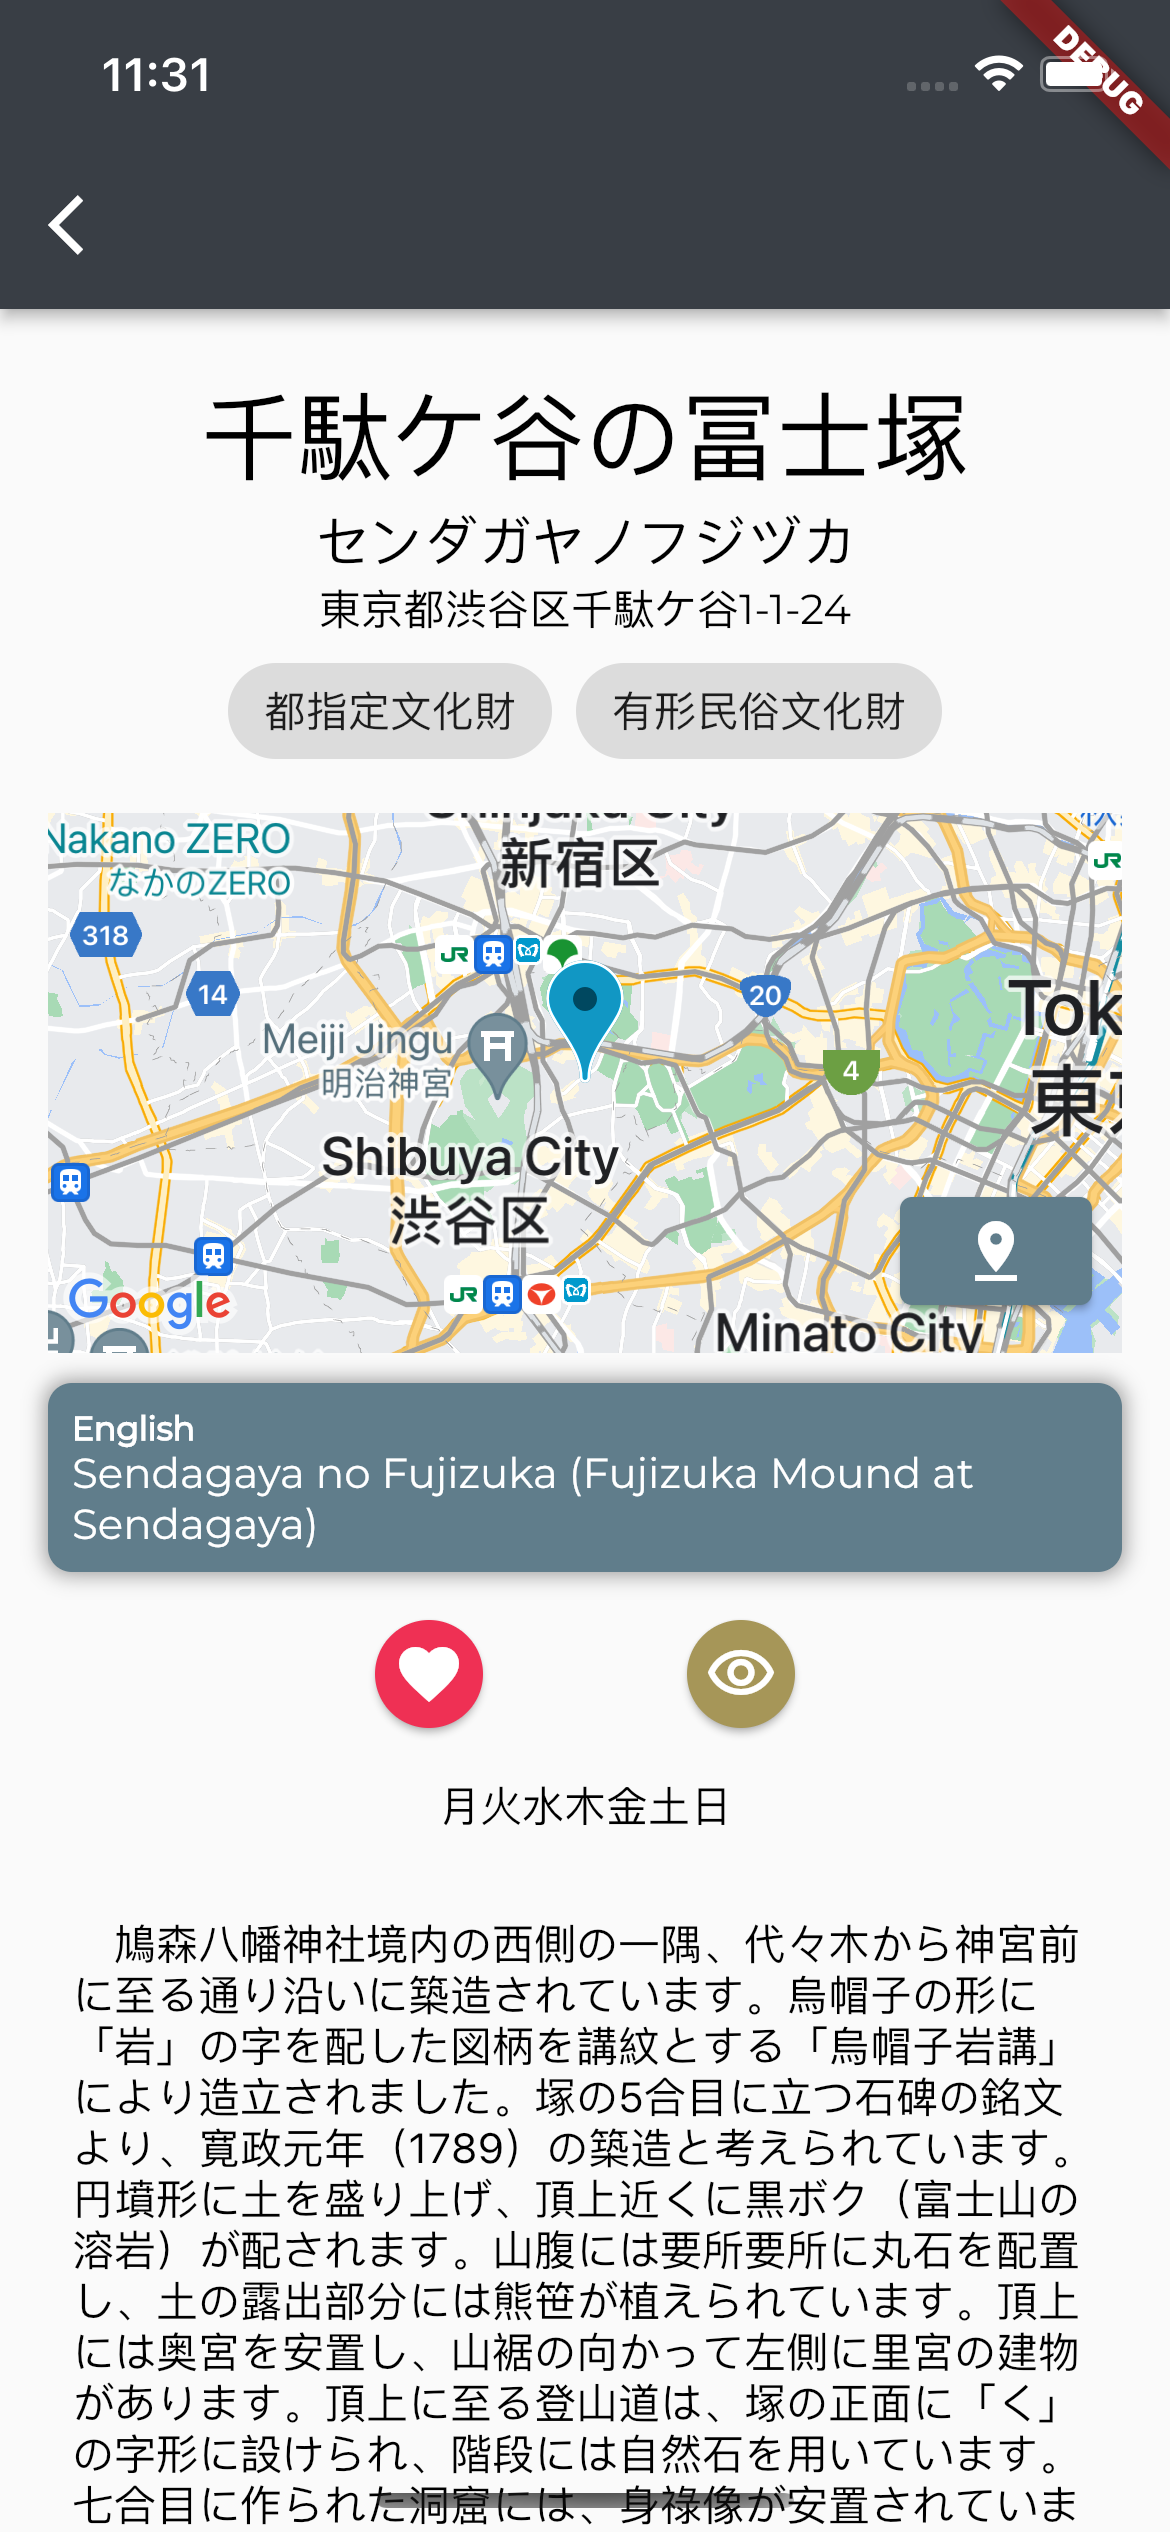 11:31
DEBUG
千駄ケ谷の冨士塚
センダガヤノフジヅカ
東京都渋谷区千駄ケ谷1-1-24
都指定文化財 有形民俗文化財
Nakano ZERO
なかのZERO
Shinjuku City
新宿区
318
JR
JR
14
20
Meiji Jingu
明治神宮
4
Tok
東京
Shibuya City
渋谷区
Google
JR
Minato City
English
Sendagaya no Fujizuka (Fujizuka Mound at
Sendagaya)
月火水木金土日
鳩森八幡神社境内の西側の一隅、代々木から神宮前
に至る通り沿いに築造されています。烏帽子の形に
「岩」の字を配した図柄を講紋とする「烏帽子岩講」
により造立されました。塚の5合目に立つ石碑の銘文
より、寛政元年（1789）の築造と考えられています。
円墳形に土を盛り上げ、頂上近くに黒ボク（富士山の
溶岩）が配されます。山腹には要所要所に丸石を配置
し、土の露出部分には熊笹が植えられています。頂上
には奥宮を安置し、山裾の向かって左側に里宮の建物
があります。頂上に至る登山道は、塚の正面に「く」
の字形に設けられ、階段には自然石を用いています。
七合目に作られた洞窟には、身禄像が安置されていま